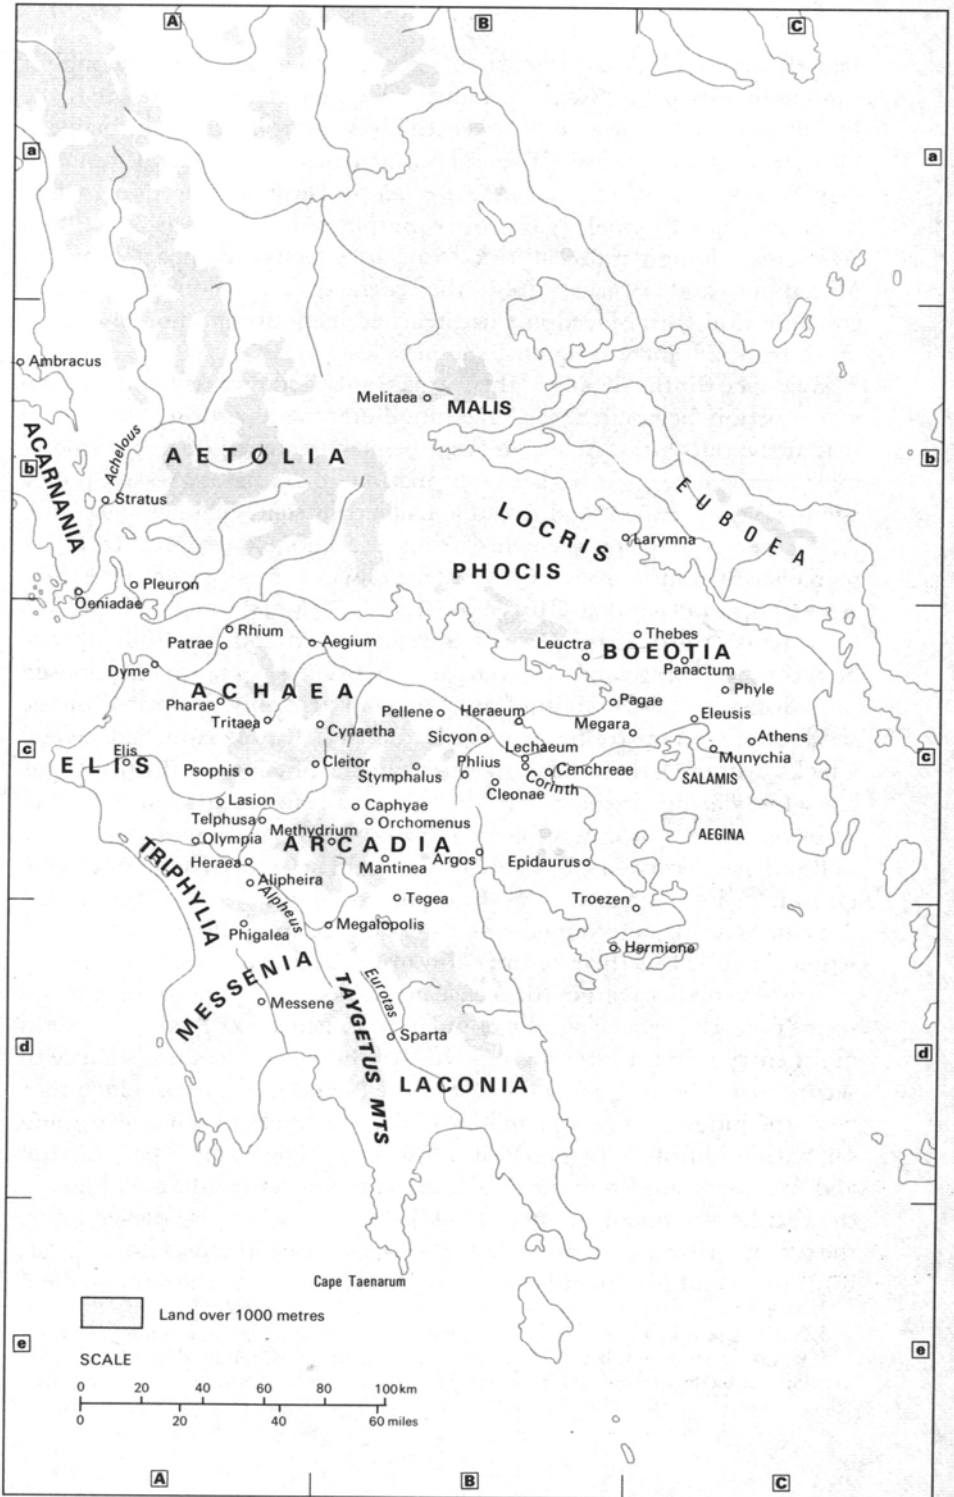 A
B
C
a
a
Ambracus
Melitaea
MALIS
ACARNANIA
Achelous
AETOLIA
b
b
Stratus
EUBOEA
LOCRIS
Larymna
PHOCIS
Pleuron
Oeniadae
Rhium
Patrae
Aegium
Thebes
Leuctra
BOEOTIA
Dyme
Panactum
ACHAEA
Phyle
Pharae
Pagae
Pellene
Heraeum
Tritaea
Megara
Eleusis
Cynaetha
Sicyon
Athens
Elis
Lechaeum
Munychia
c
c
ELIS
Cleitor
Phlius
Psophis
Stymphalus
Corinth
Cenchreae
SALAMIS
Cleonae
Lasion
Caphyae
Telphusa
Methydrium
Orchomenus
AEGINA
Olympia
ARCADIA
TRIPHYLIA
Heraea
Mantinea
Argos
Epidaurus
Alipheira
Alpheus
Tegea
Troezen
Phigalea
Megalopolis
Hermione
MESSENIA
TAYGETUS MTS
Eurotas
Messene
Sparta
d
d
LACONIA
Cape Taenarum
Land over 1000 metres
e
e
SCALE
0 20 40 60 80 100 km
0 20 40 60 miles
A
B
C